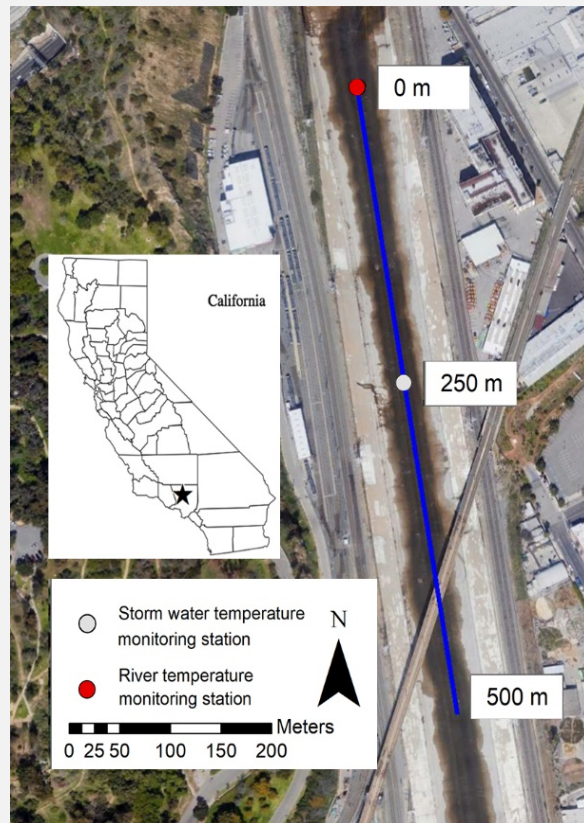 0 m
California
250 m
Storm water temperature
monitoring station
N
River temperature
monitoring station
500 m
Meters
0 25 50 100 150 200